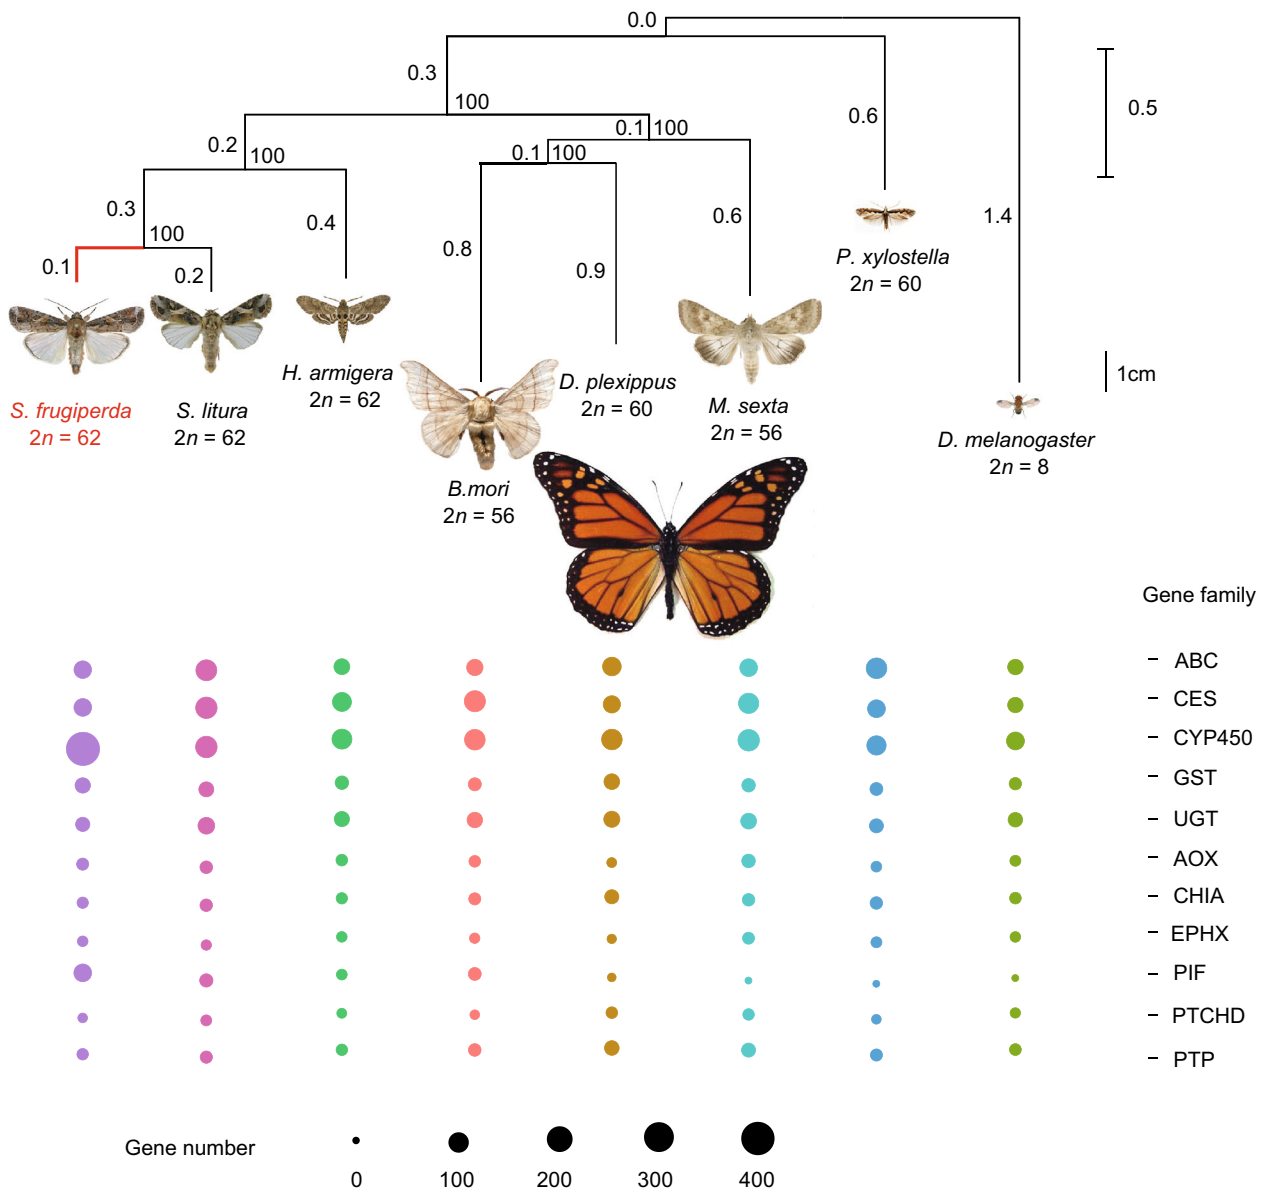 0.0
0.3
100
0.5
0.6
0.1 100
0.2
100
0.1 100
0.3
0.4
0.6
1.4
100
0.8
0.1
0.2
0.9
P. xylostella
2n = 60
H. armigera
2n = 62
D. plexippus
2n = 60
1cm
S. frugiperda
2n = 62
S. litura
2n = 62
M. sexta
2n = 56
D. melanogaster
2n = 8
B.mori
2n = 56
Gene family
– ABC
– CES
– CYP450
– GST
– UGT
– AOX
– CHIA
– EPHX
– PIF
– PTCHD
– PTP
Gene number
0 100 200 300 400